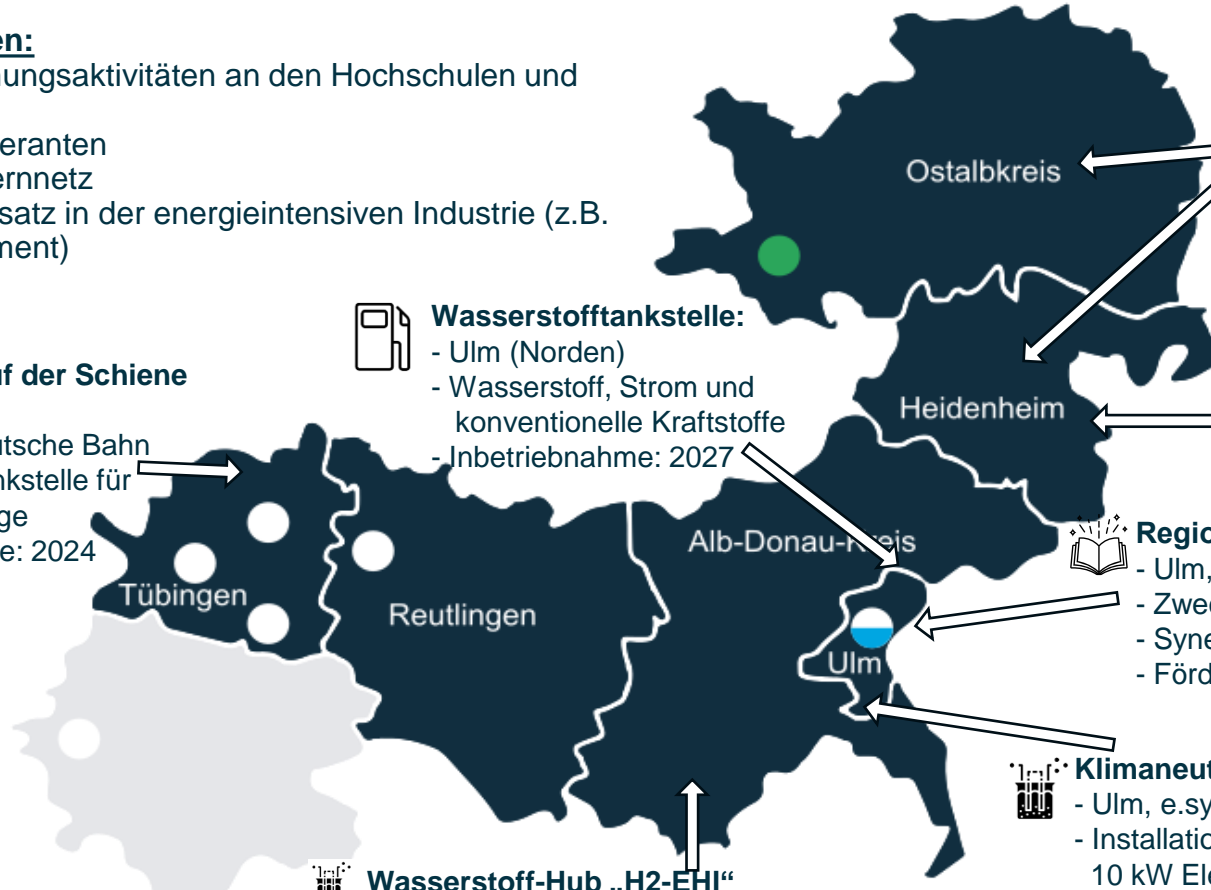 en:
nungsaktivitäten an den Hochschulen und
eranten
ernnetz
satz in der energieintensiven Industrie (z.B.
ment)
Ostalbkreis
Wasserstofftankstelle:
- Ulm (Norden)
- Wasserstoff, Strom und
konventionelle Kraftstoffe
- Inbetriebnahme: 2027
uf der Schiene
utsche Bahn
nkstelle für
ge
e: 2024
Heidenheim
Alb-Donau-Kreis
Tübingen
Reutlingen
Ulm
Regio
- Ulm,
- Zwec
- Syne
- Förd
Klimaneut
- Ulm, e.sy
- Installatio
10 kW Ele
Wasserstoff-Hub „H2-EHI“